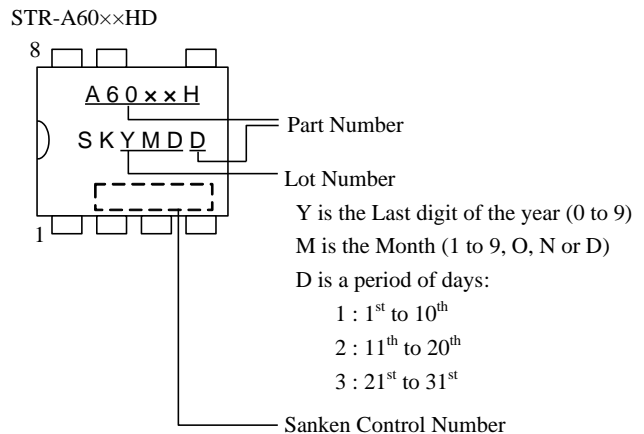 STR-A60××HD
8
A60××H
SKYMDD
1
Part Number
Lot Number
Y is the Last digit of the year (0 to 9)
M is the Month (1 to 9, O, N or D)
D is a period of days:
1 : 1st to 10th
2 : 11th to 20th
3 : 21st to 31st
Sanken Control Number